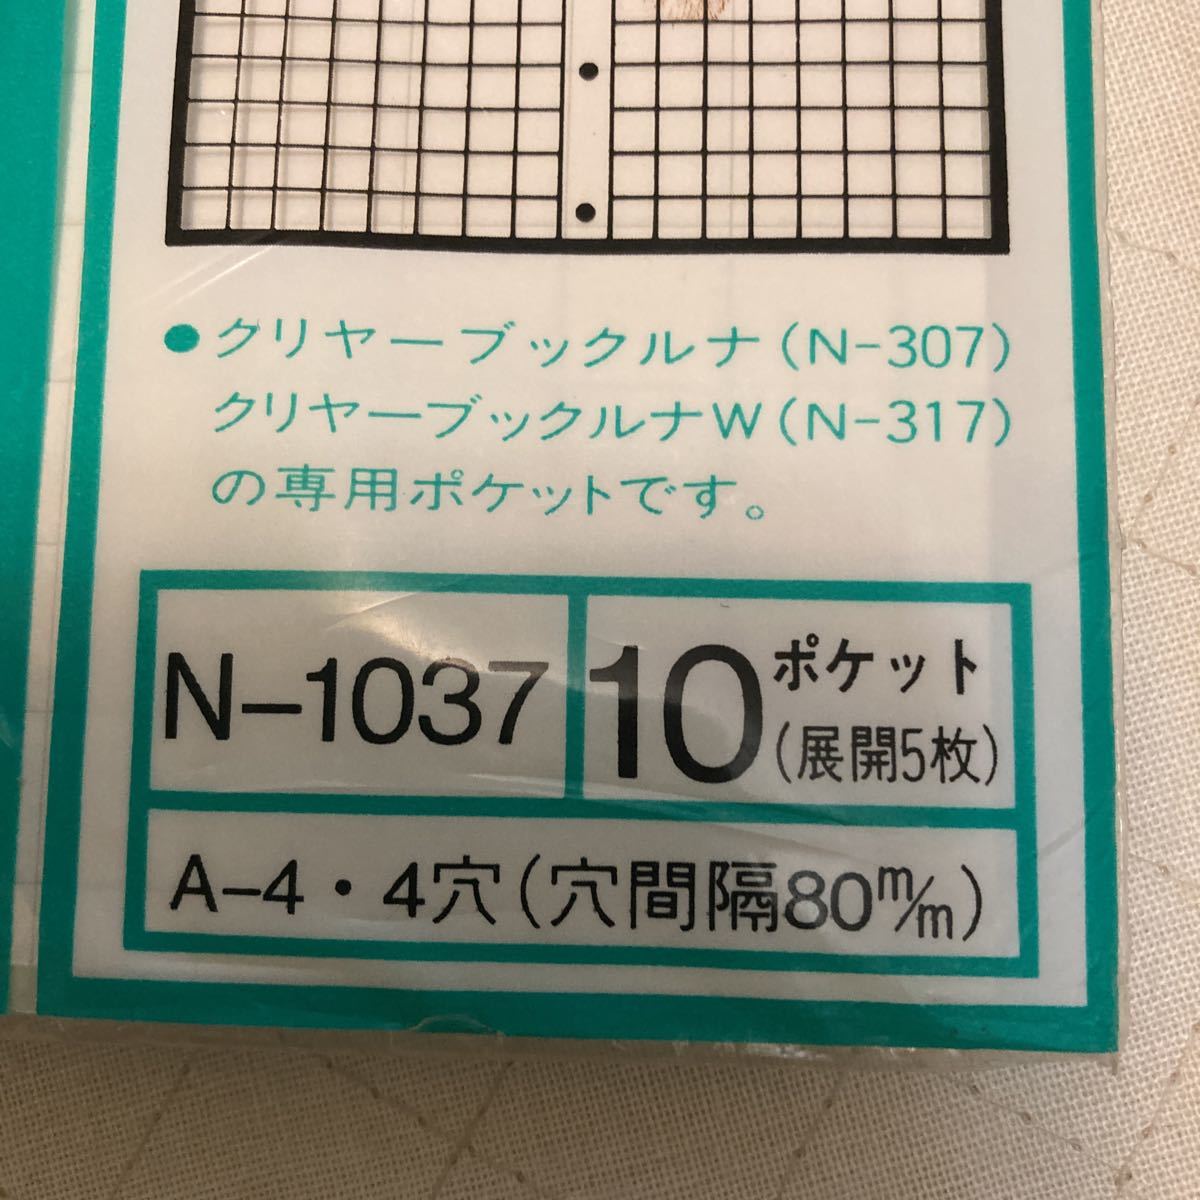 ●クリヤーブックルナ(N-307)
クリヤーブックルナW(N-317)
の専用ポケットです。
N-1037
10ポケット
(展開5枚)
A-4・4穴(穴間隔80m/m)